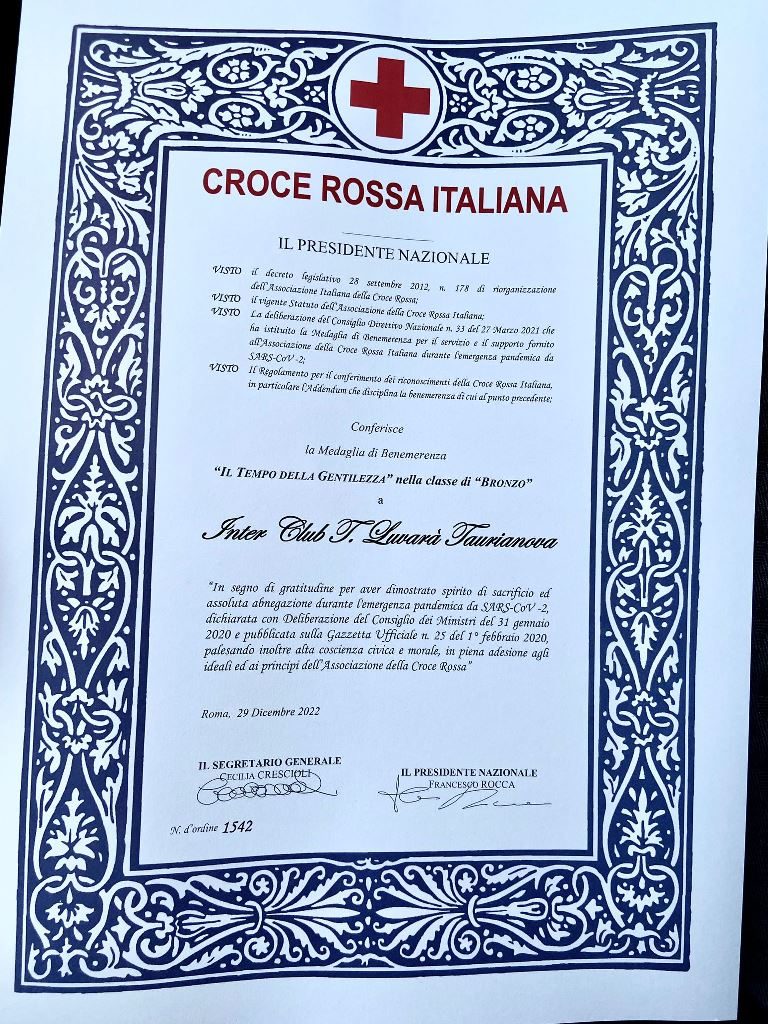 CROCE ROSSA ITALIANA
IL PRESIDENTE NAZIONALE
VISTO il decreto legislativo 28 settembre 2012, n. 178 di riorganizzazione
dell'Associazione Italiana della Croce Rossa;
VISTO il vigente Statuto dell'Associazione della Croce Rossa Italiana;
VISTO La deliberazione del Consiglio Direttivo Nazionale n. 33 del 27 Marzo 2021 che
ha istituito la Medaglia di Benemerenza per il servizio e il supporto fornito
all'Associazione della Croce Rossa Italiana durante l'emergenza pandemica da
SARS-CoV-2;
VISTO Il Regolamento per il conferimento dei riconoscimenti della Croce Rossa Italiana,
in particolare l'Addendum che disciplina la benemerenza di cui al punto precedente;
Conferisce
la Medaglia di Benemerenza
“IL TEMPO DELLA GENTILEZZA” nella classe di “BRONZO”
a
Inter Club T. Luvarà Taurianova
“In segno di gratitudine per aver dimostrato spirito di sacrificio ed
assoluta abnegazione durante l'emergenza pandemica da SARS-CoV-2,
dichiarata con Deliberazione del Consiglio dei Ministri del 31 gennaio
2020 e pubblicata sulla Gazzetta Ufficiale n. 25 del 1° febbraio 2020,
palesando inoltre alta coscienza civica e morale, in piena adesione agli
ideali ed ai principi dell'Associazione della Croce Rossa”
Roma, 29 Dicembre 2022
IL SEGRETARIO GENERALE
CECILIA CRESCIOLI
IL PRESIDENTE NAZIONALE
FRANCESCO ROCCA
N. d'ordine 1542